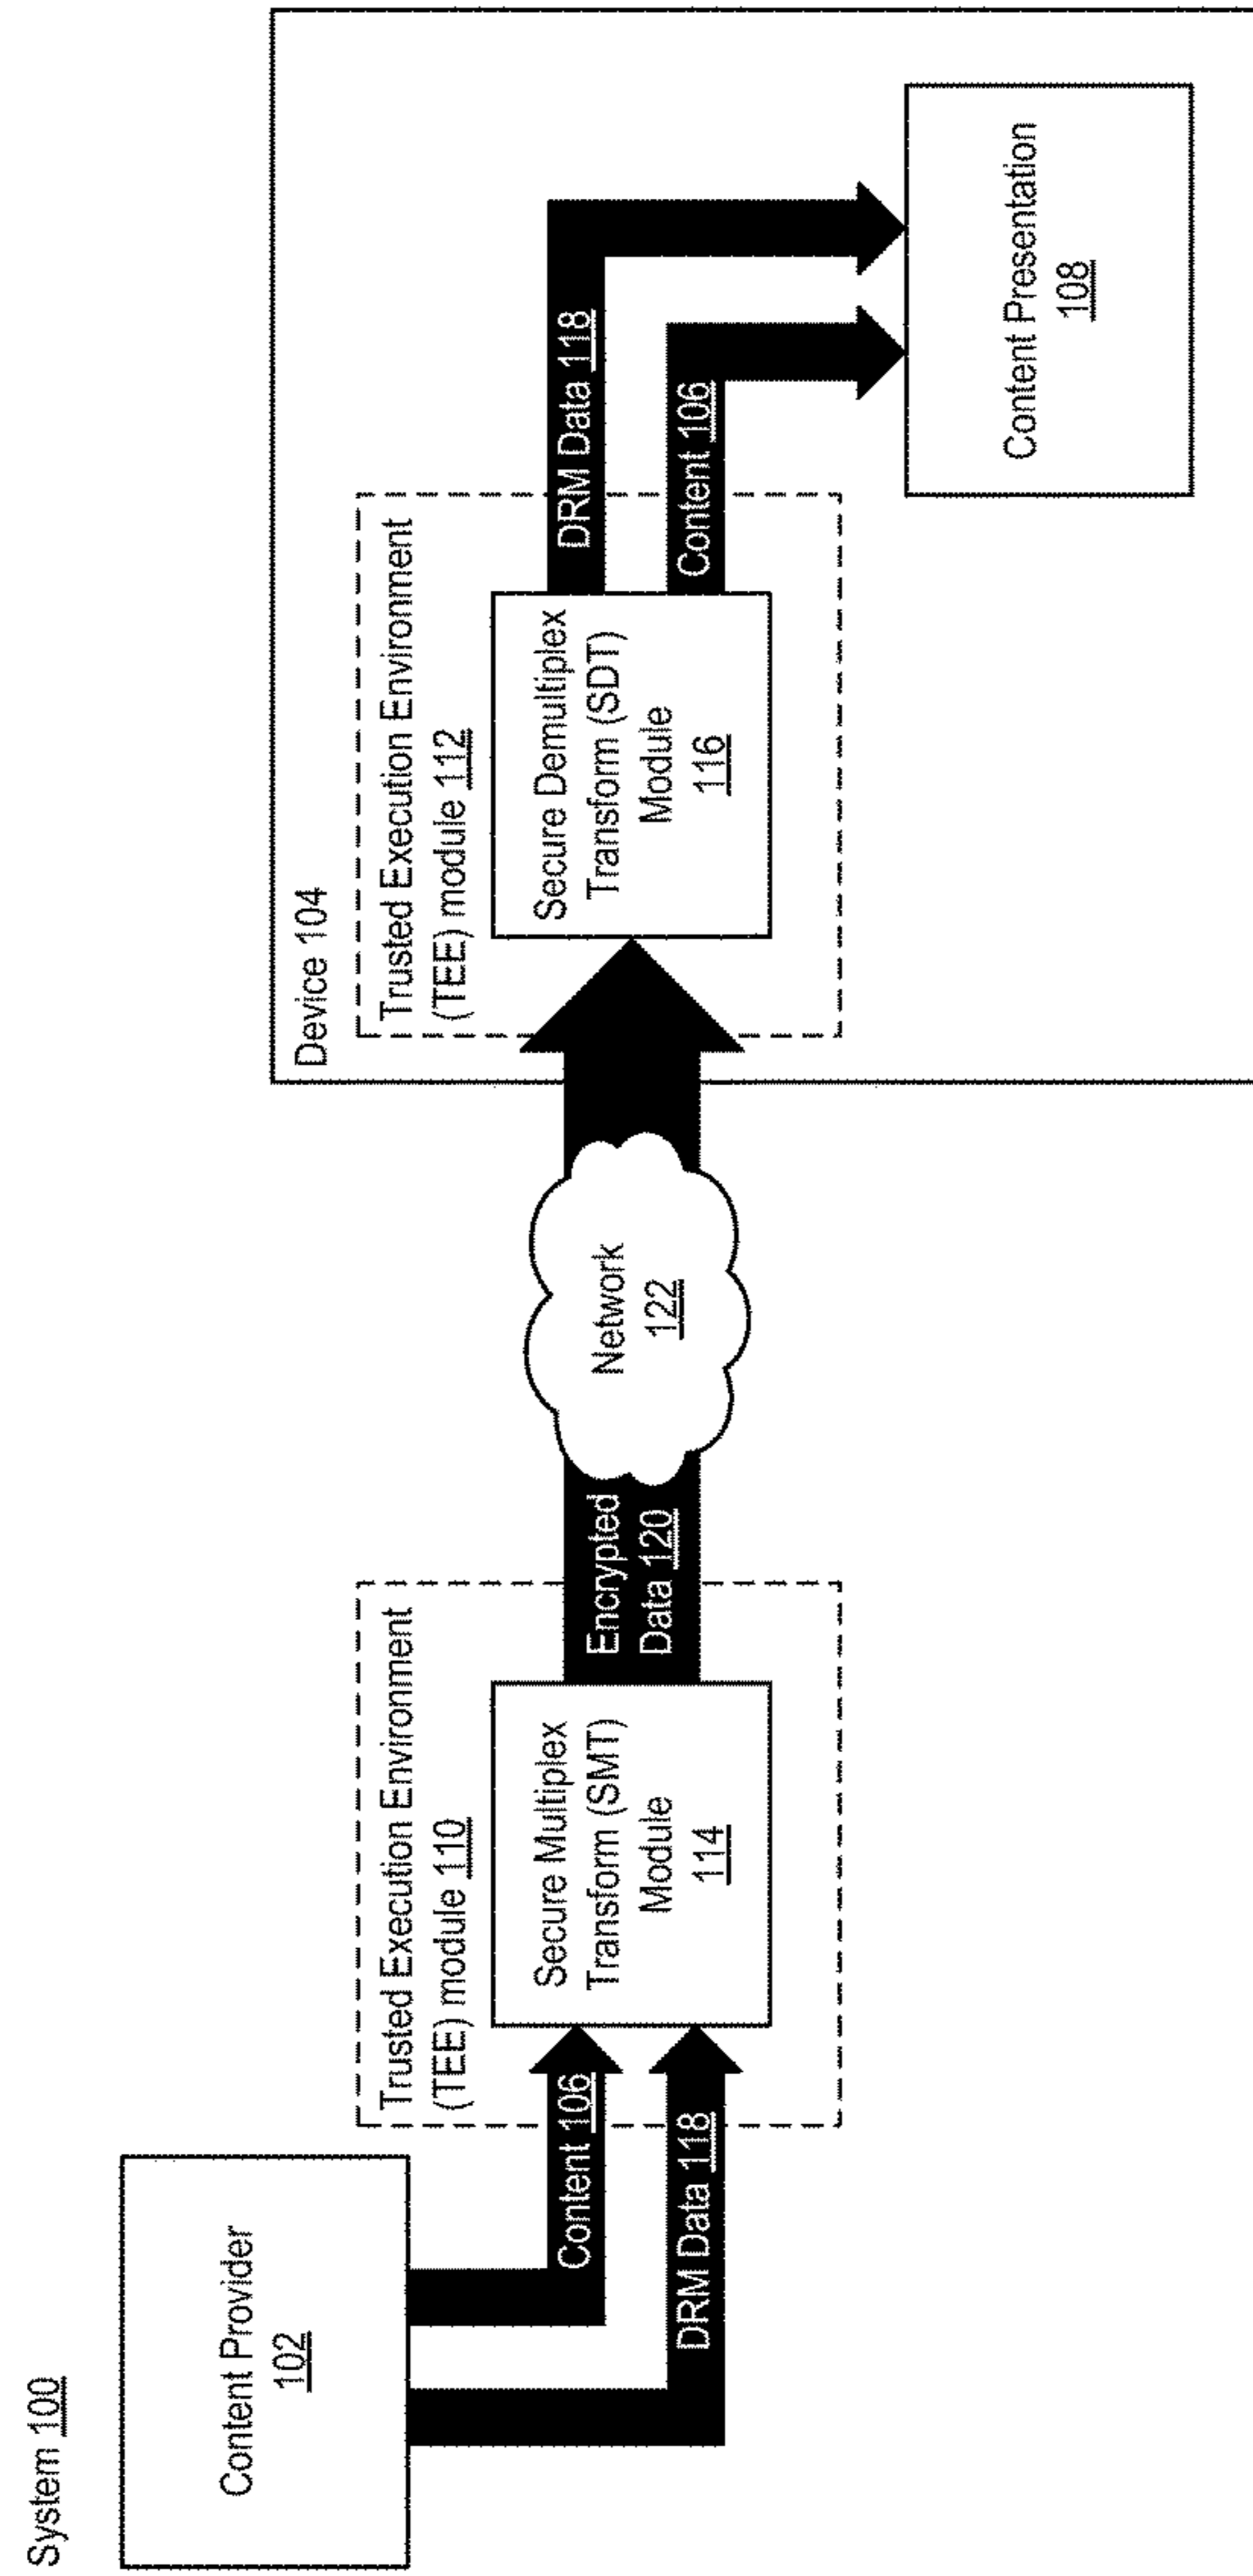 System 100
Content Provider
102
Content 106
DRM Data 118
Trusted Execution Environment
(TEE) module 110
Secure Multiplex
Transform (SMT)
Module
114
Encrypted
Data 120
Network
122
Device 104
Trusted Execution Environment
(TEE) module 112
Secure Demultiplex
Transform (SDT)
Module
116
DRM Data 118
Content 106
Content Presentation
108